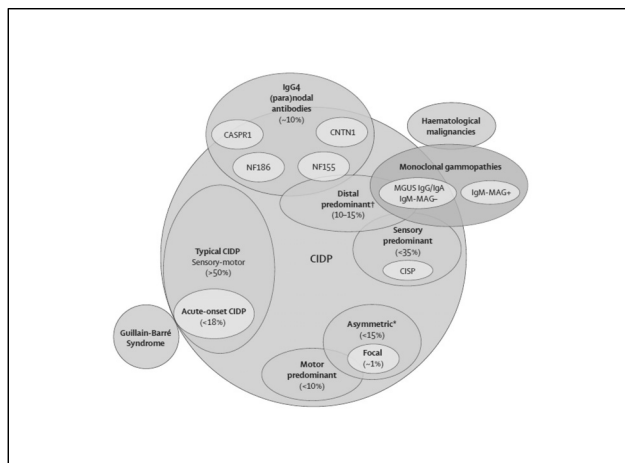 IgG4
(para)nodal
antibodies
(~10%)
CASPR1
CNTN1
NF186
NF155
Haematological
malignancies
Monoclonal gammopathies
MGUS IgG/IgA
IgM-MAG–
IgM-MAG+
Distal
predominant†
(10–15%)
Sensory
predominant
(<35%)
CISP
Typical CIDP
Sensory-motor
(>50%)
CIDP
Acute-onset CIDP
(<18%)
Guillain-Barré
Syndrome
Asymmetric*
(<15%)
Focal
(~1%)
Motor
predominant
(<10%)